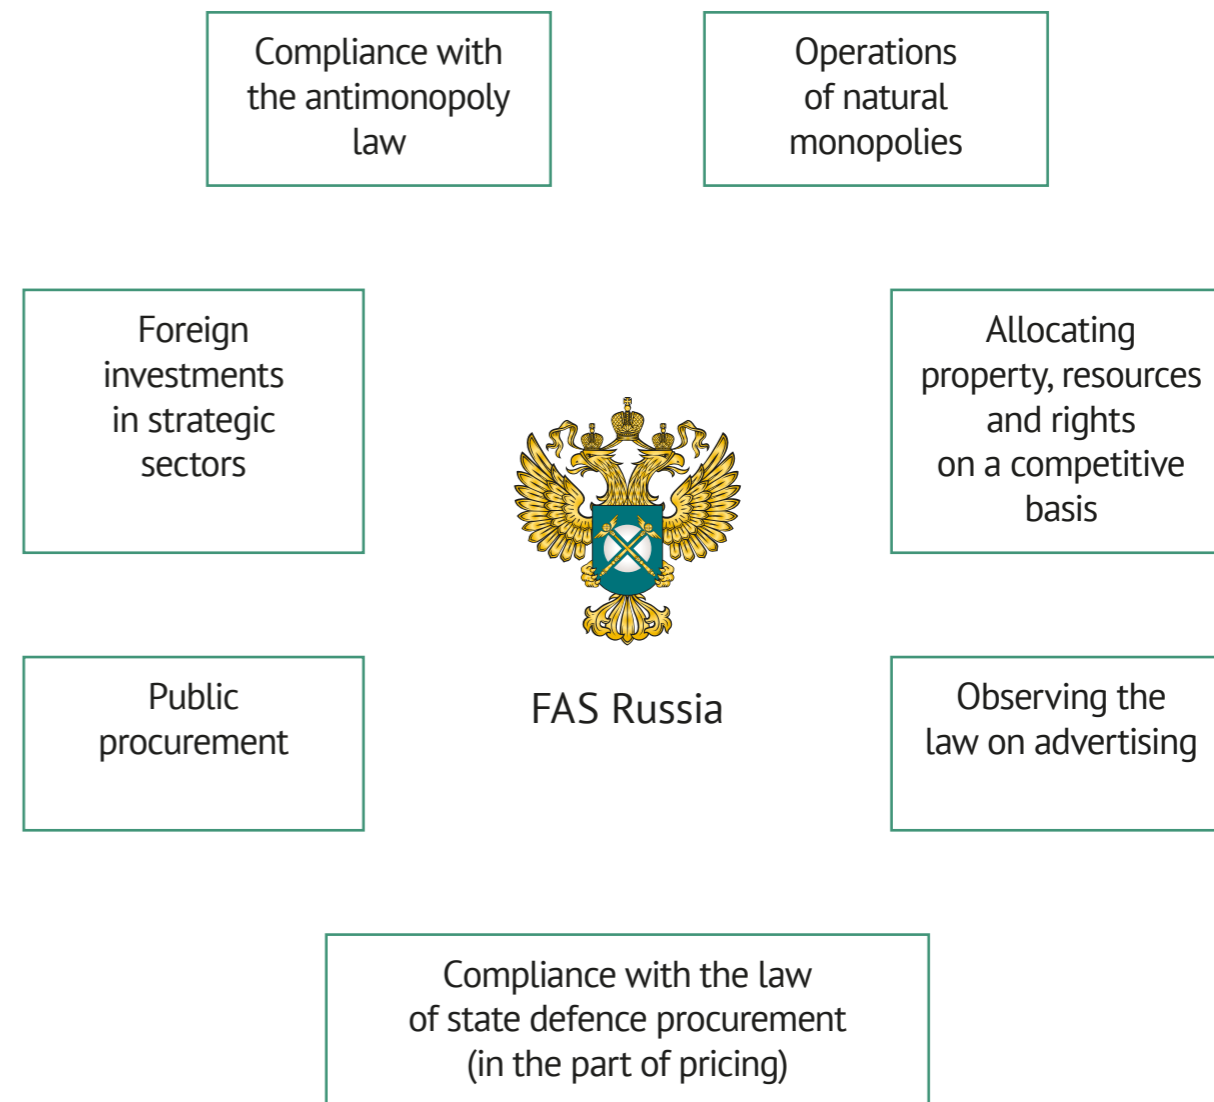 Compliance with
the antimonopoly
law
Operations
of natural
monopolies
Foreign
investments
in strategic
sectors
Allocating
property, resources
and rights
on a competitive
basis
Public
procurement
FAS Russia
Observing the
law on advertising
Compliance with the law
of state defence procurement
(in the part of pricing)